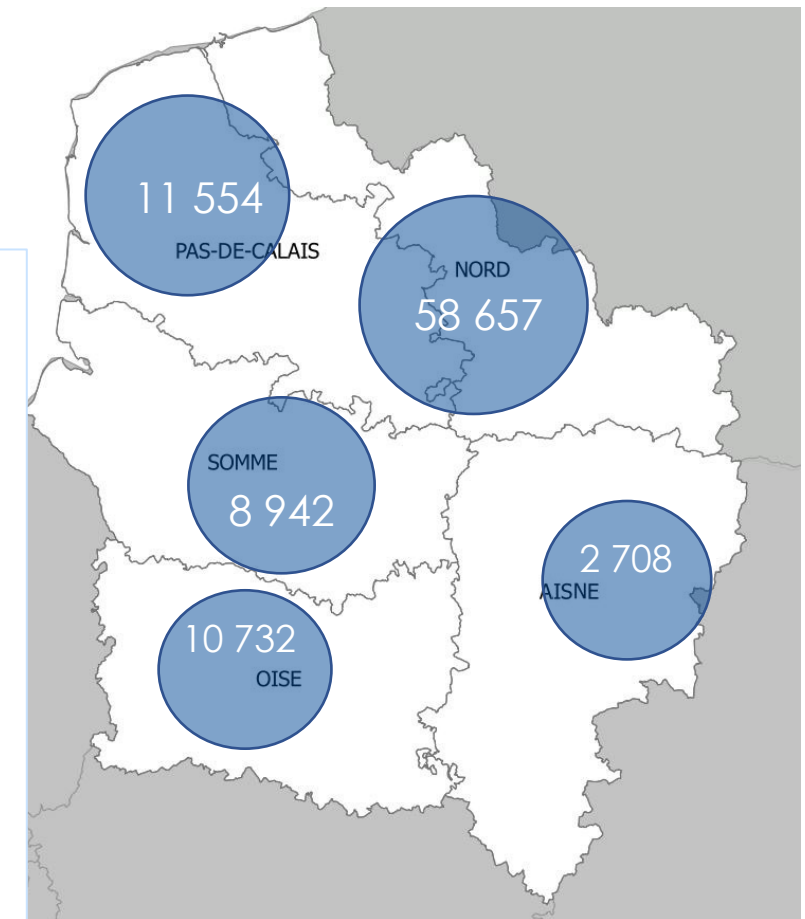 11 554
PAS-DE-CALAIS
NORD
58 657
SOMME
8 942
2 708
AISNE
10 732
OISE